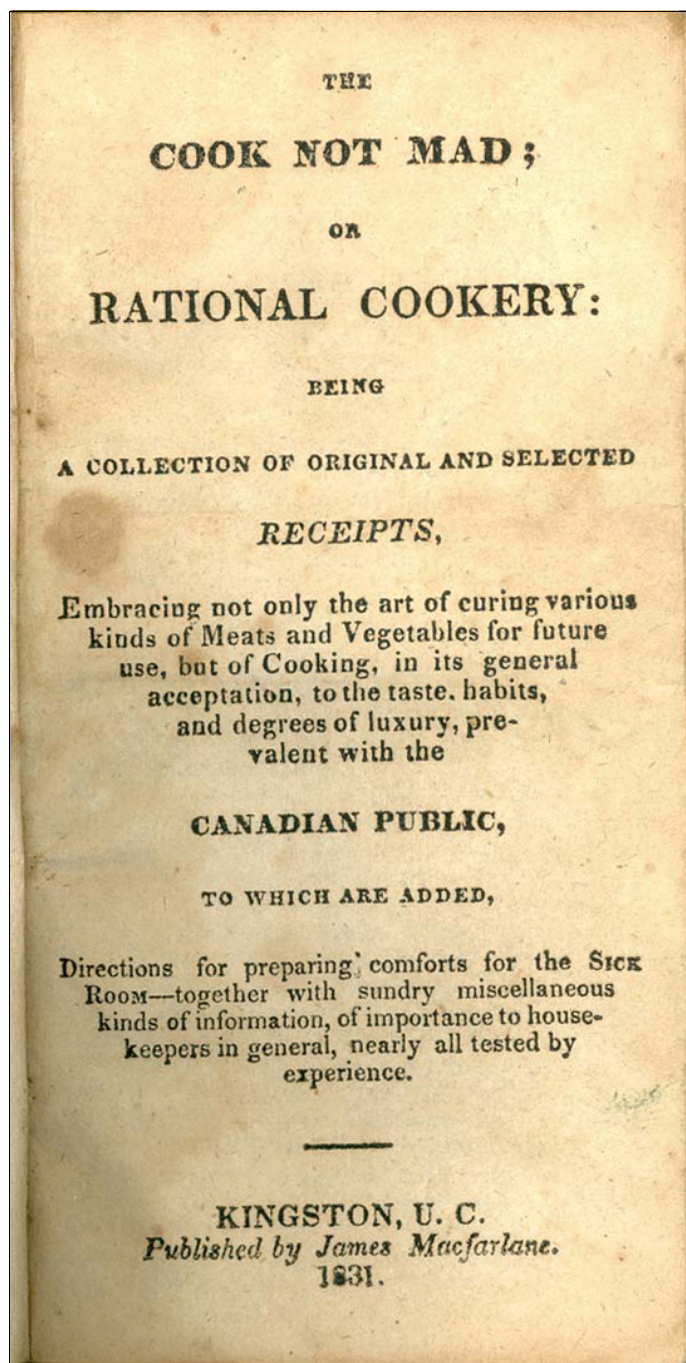 THE
COOK NOT MAD;
OR
RATIONAL COOKERY:
BEING
A COLLECTION OF ORIGINAL AND SELECTED
RECEIPTS,
Embracing not only the art of curing various
kinds of Meats and Vegetables for future
use, but of Cooking, in its general
acceptation, to the taste. habits,
and degrees of luxury, pre-
valent with the
CANADIAN PUBLIC,
TO WHICH ARE ADDED,
Directions for preparing comforts for the SICK
ROOM—together with sundry miscellaneous
kinds of information, of importance to house-
keepers in general, nearly all tested by
experience.
KINGSTON, U. C.
Published by James Macfarlane.
1831.